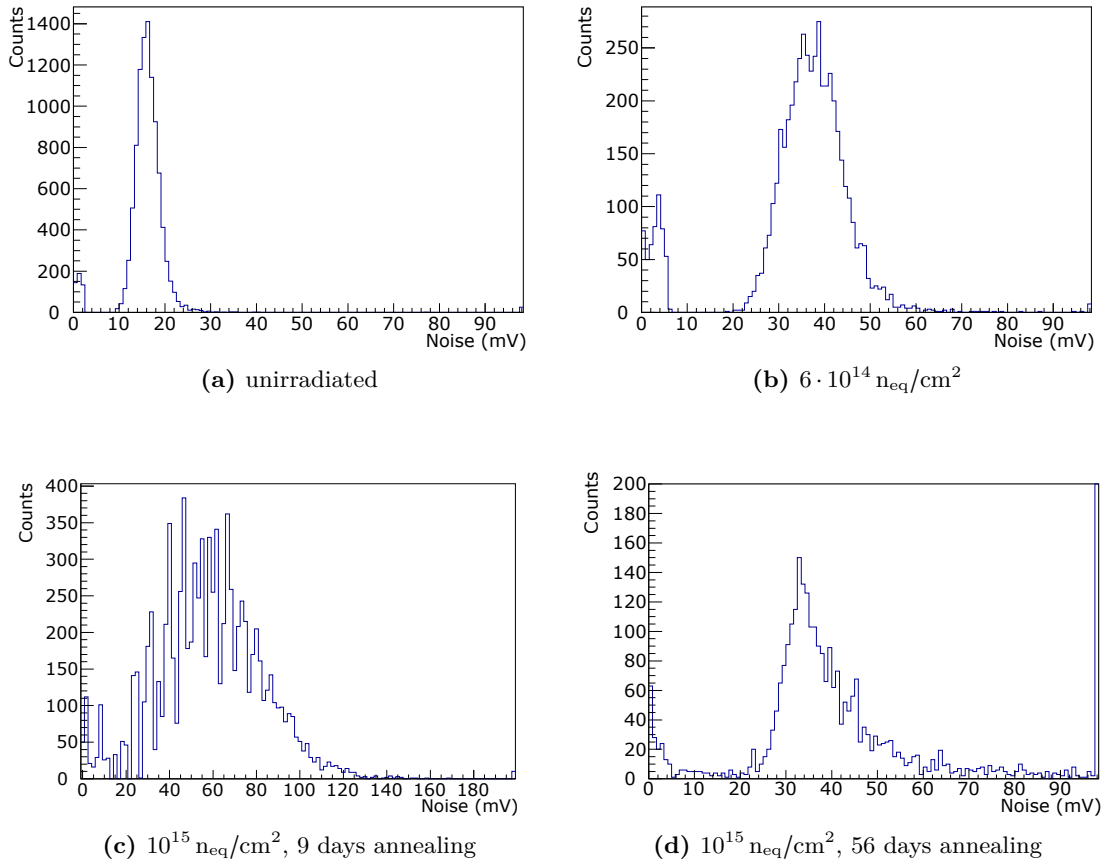 Counts
1400
1200
1000
800
600
400
200
0
0 10 20 30 40 50 60 70 80 90
Noise (mV)
(a) unirradiated
Counts
250
200
150
100
50
0
0 10 20 30 40 50 60 70 80 90
Noise (mV)
(b) 6 · 10¹⁴ n_eq/cm²
Counts
400
350
300
250
200
150
100
50
0
0 20 40 60 80 100 120 140 160 180
Noise (mV)
(c) 10¹⁵ n_eq/cm², 9 days annealing
Counts
200
180
160
140
120
100
80
60
40
20
0
0 10 20 30 40 50 60 70 80 90
Noise (mV)
(d) 10¹⁵ n_eq/cm², 56 days annealing